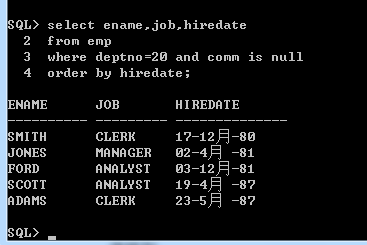 SQL> select ename,job,hiredate
2 from emp
3 where deptno=20 and comm is null
4 order by hiredate;
ENAME JOB HIREDATE
---------- --------- --------------
SMITH CLERK 17-12月-80
JONES MANAGER 02-4月 -81
FORD ANALYST 03-12月-81
SCOTT ANALYST 19-4月 -87
ADAMS CLERK 23-5月 -87
SQL> _